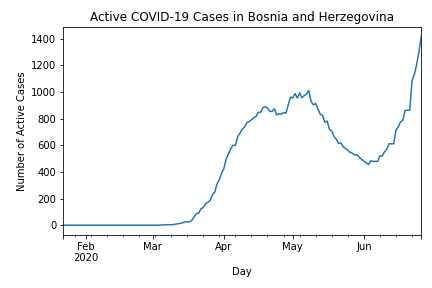 Active COVID-19 Cases in Bosnia and Herzegovina
1400
1200
1000
800
600
400
200
0
Number of Active Cases
Feb Mar Apr May Jun
2020
Day